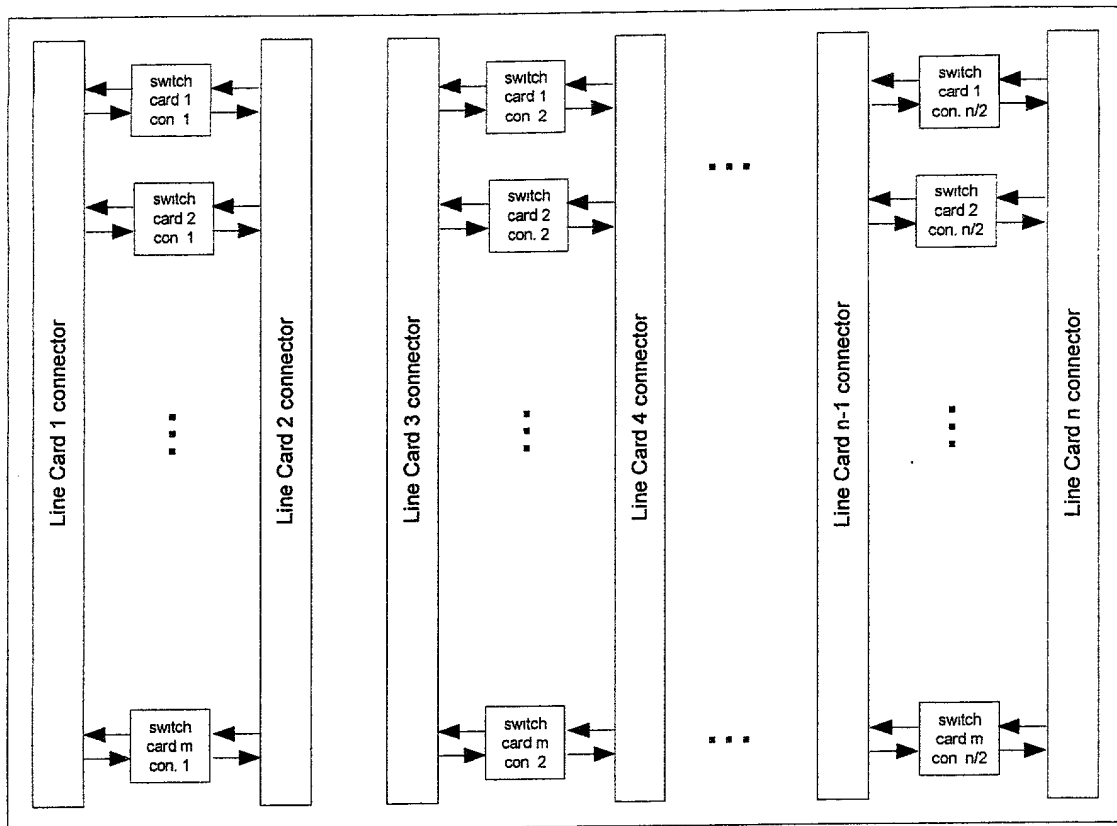 switch
card 1
con 1
switch
card 1
con 2
switch
card 1
con. n/2
switch
card 2
con 1
switch
card 2
con. 2
switch
card 2
con. n/2
Line Card 1 connector
Line Card 2 connector
Line Card 3 connector
Line Card 4 connector
Line Card n-1 connector
Line Card n connector
switch
card m
con. 1
switch
card m
con 2
switch
card m
con n/2